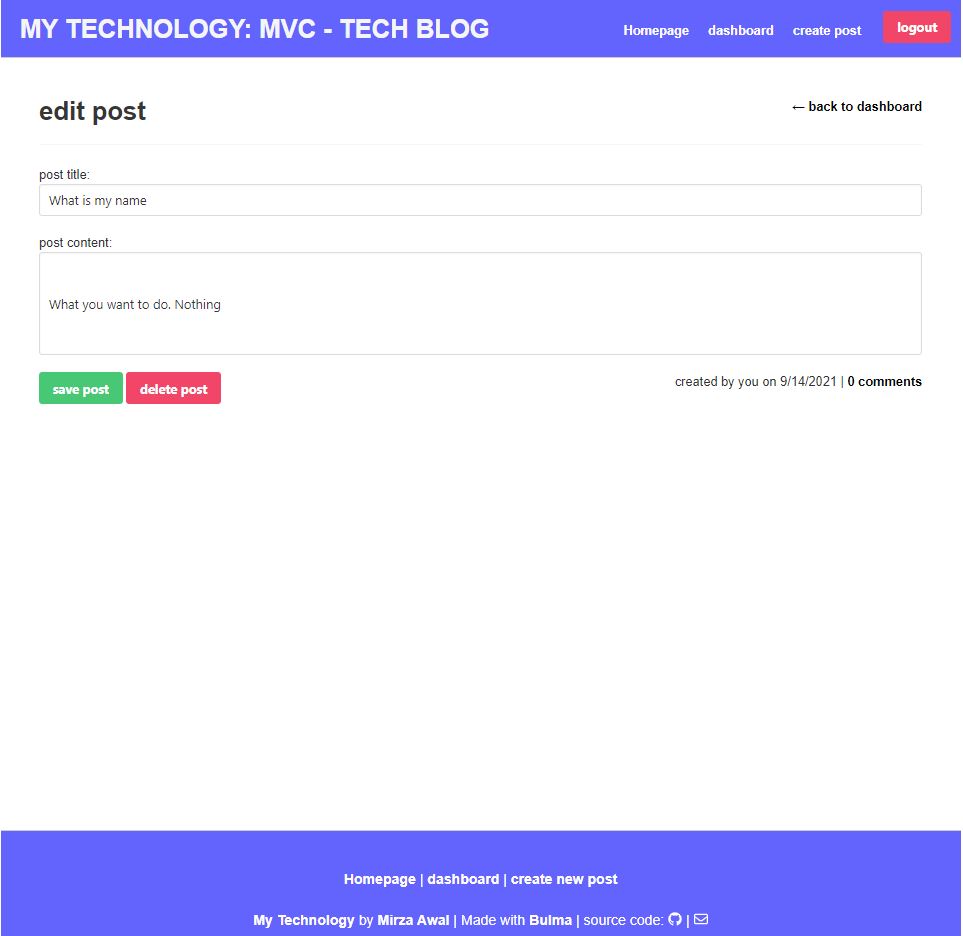 MY TECHNOLOGY: MVC - TECH BLOG
Homepage dashboard create post logout
edit post
← back to dashboard
post title:
What is my name
post content:
What you want to do. Nothing
save post delete post
created by you on 9/14/2021 | 0 comments
Homepage | dashboard | create new post
My Technology by Mirza Awal | Made with Bulma | source code: |